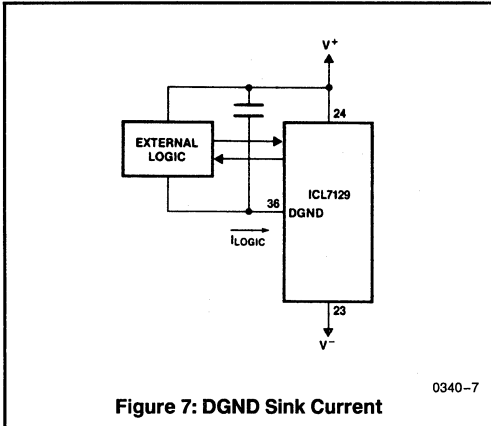 V+
24
EXTERNAL
LOGIC
ICL7129
36
DGND
ILOGIC
23
V−
0340–7
Figure 7: DGND Sink Current